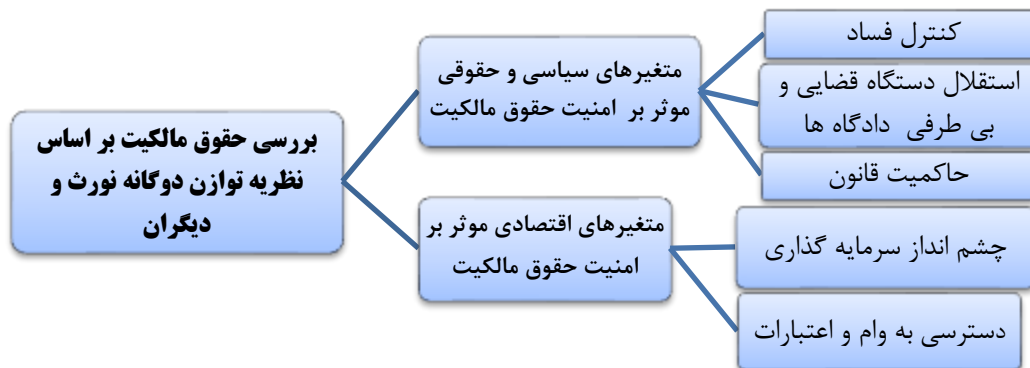 بررسی حقوق مالکیت بر اساس
نظریه توازن دوگانه نورث و
دیگران
متغیرهای سیاسی و حقوقی
موثر بر امنیت حقوق مالکیت
کنترل فساد
استقلال دستگاه قضایی و
بی طرفی دادگاه ها
حاکمیت قانون
متغیرهای اقتصادی موثر بر
امنیت حقوق مالکیت
چشم انداز سرمایه گذاری
دسترسی به وام و اعتبارات